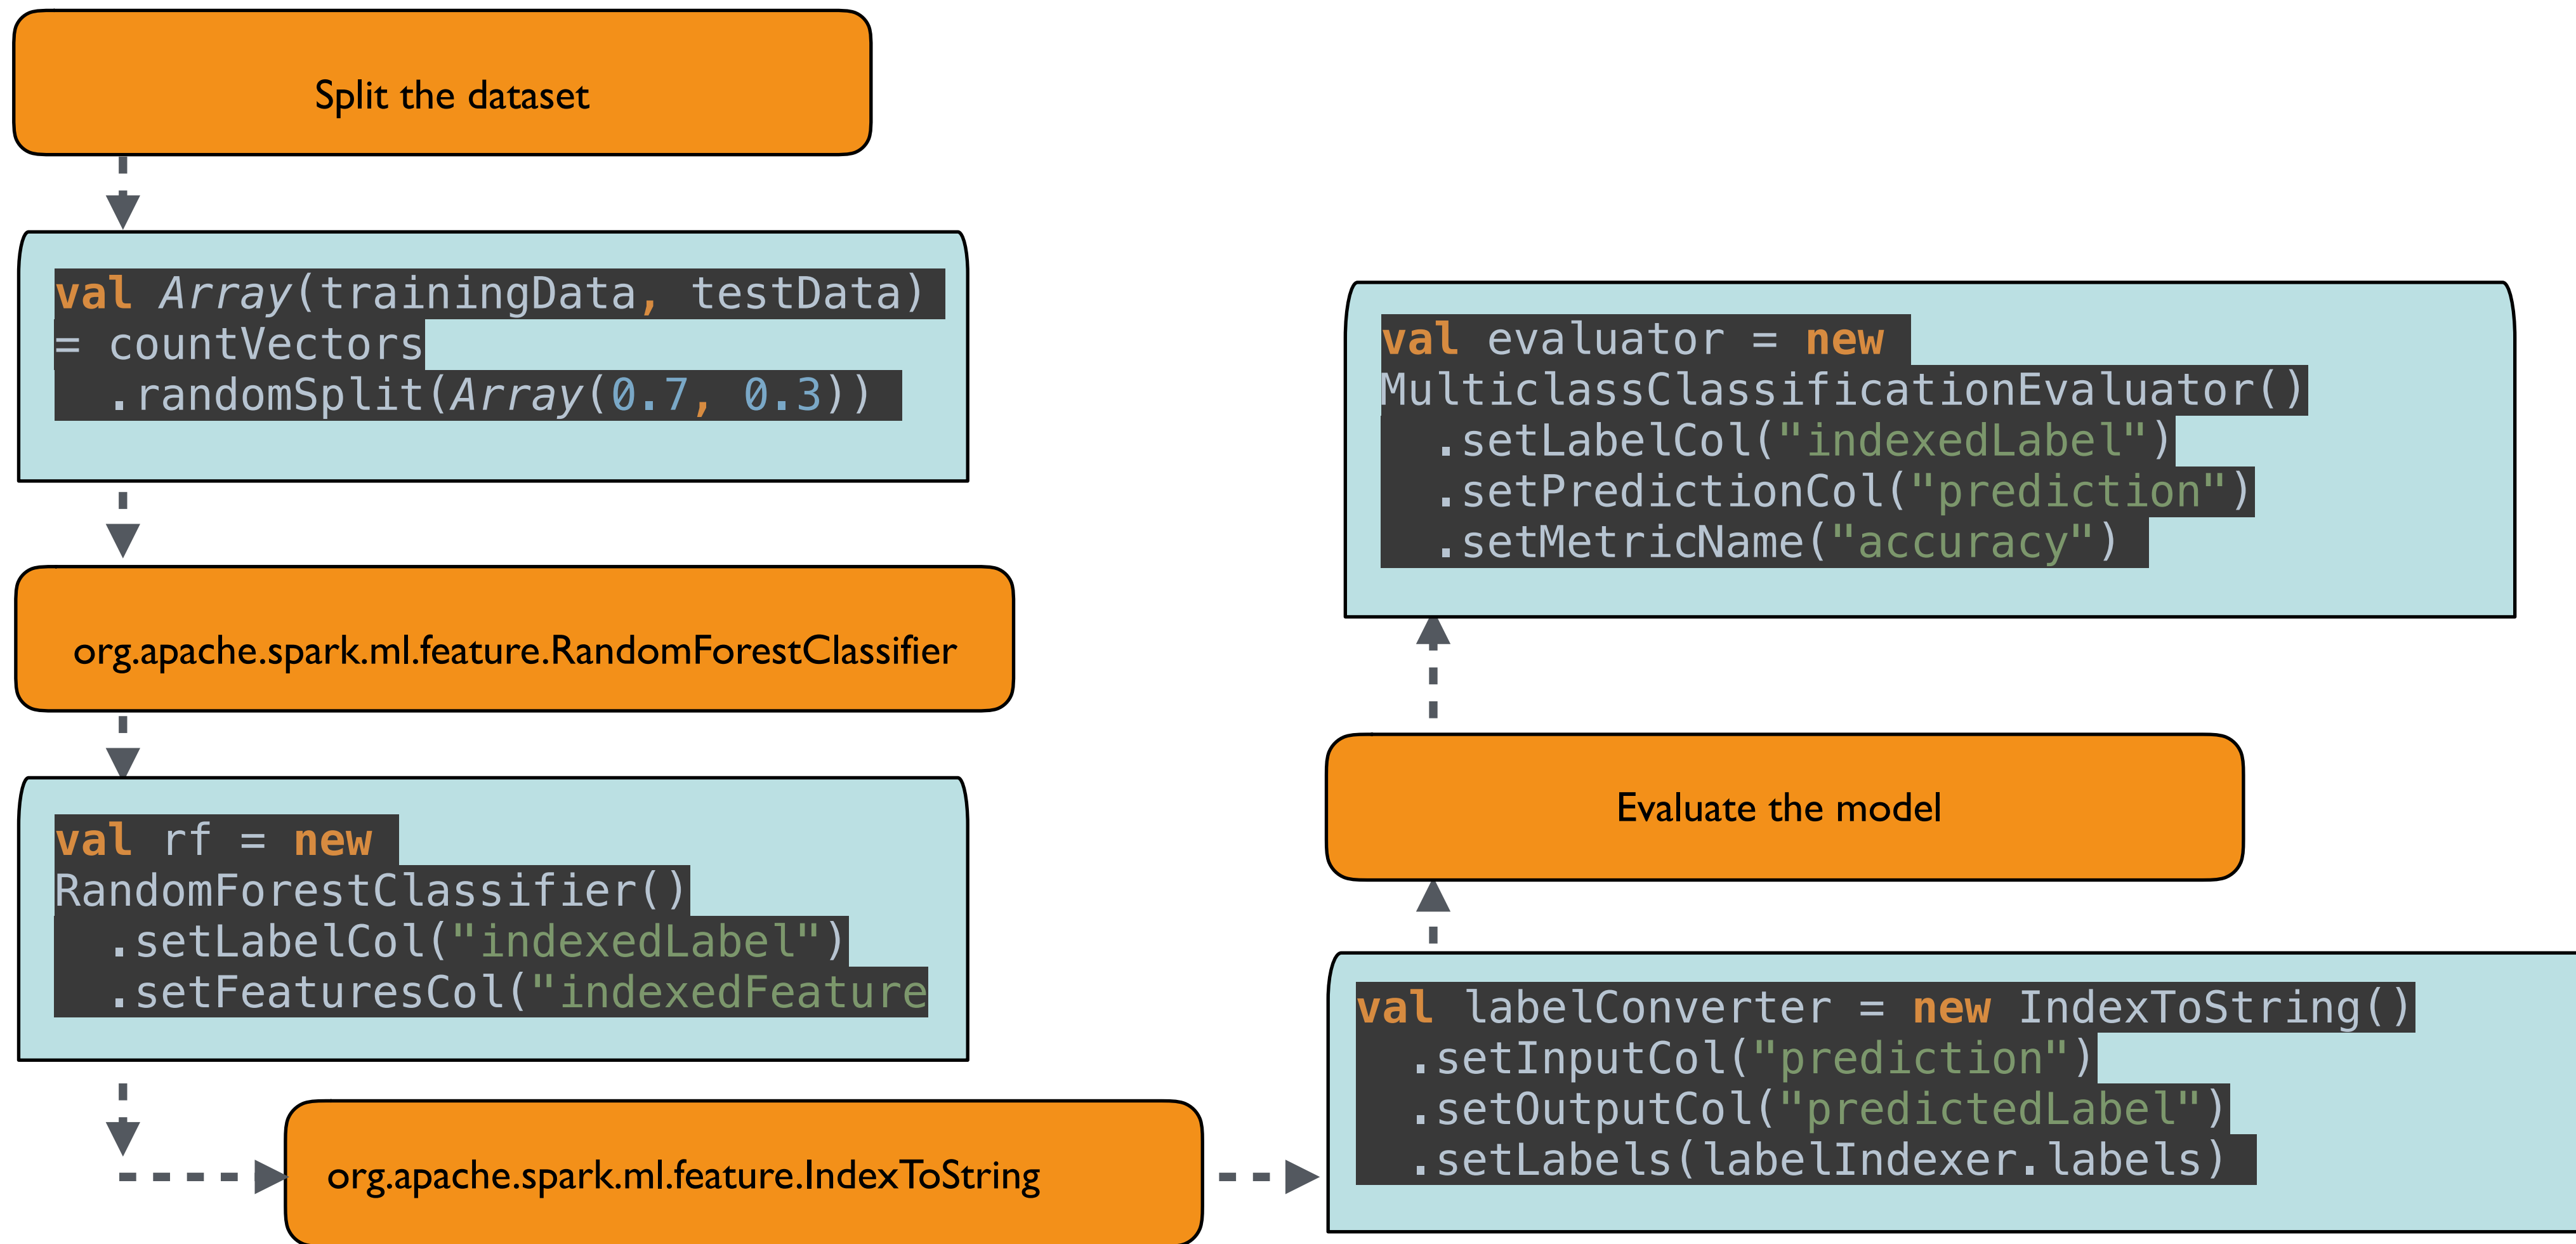 Split the dataset
val Array(trainingData, testData)
= countVectors
  .randomSplit(Array(0.7, 0.3))
org.apache.spark.ml.feature.RandomForestClassifier
val rf = new
RandomForestClassifier()
  .setLabelCol("indexedLabel")
  .setFeaturesCol("indexedFeature
org.apache.spark.ml.feature.IndexToString
val labelConverter = new IndexToString()
  .setInputCol("prediction")
  .setOutputCol("predictedLabel")
  .setLabels(labelIndexer.labels)
Evaluate the model
val evaluator = new
MulticlassClassificationEvaluator()
  .setLabelCol("indexedLabel")
  .setPredictionCol("prediction")
  .setMetricName("accuracy")